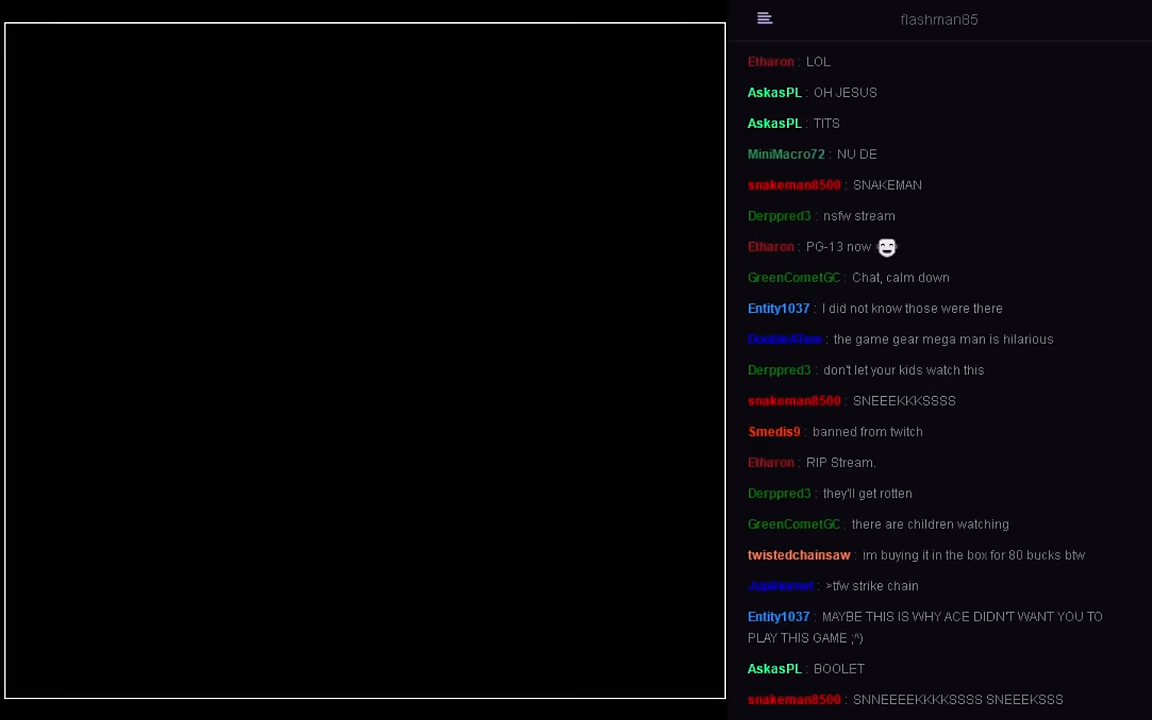 flashman85
Etharon : LOL
AskasPL : OH JESUS
AskasPL : TITS
MiniMacro72 : NU DE
snakeman8500 : SNAKEMAN
Derppred3 : nsfw stream
Etharon : PG-13 now
GreenCometGC : Chat, calm down
Entity1037 : I did not know those were there
: the game gear mega man is hilarious
Derppred3 : don't let your kids watch this
snakeman8500 : SNEEEKKKSSSS
Smedis9 : banned from twitch
Etharon : RIP Stream.
Derppred3 : they'll get rotten
GreenCometGC : there are children watching
twistedchainsaw : im buying it in the box for 80 bucks btw
: >tfw strike chain
Entity1037 : MAYBE THIS IS WHY ACE DIDN'T WANT YOU TO
PLAY THIS GAME ;^)
AskasPL : BOOLET
snakeman8500 : SNNEEEEKKKKSSSS SNEEEKSSS